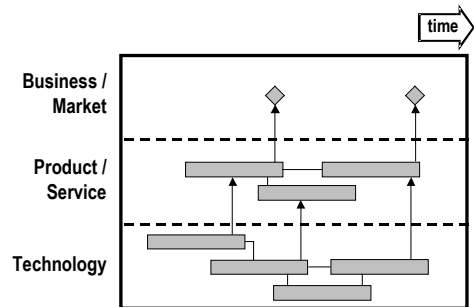 time
Business /
Market
Product /
Service
Technology